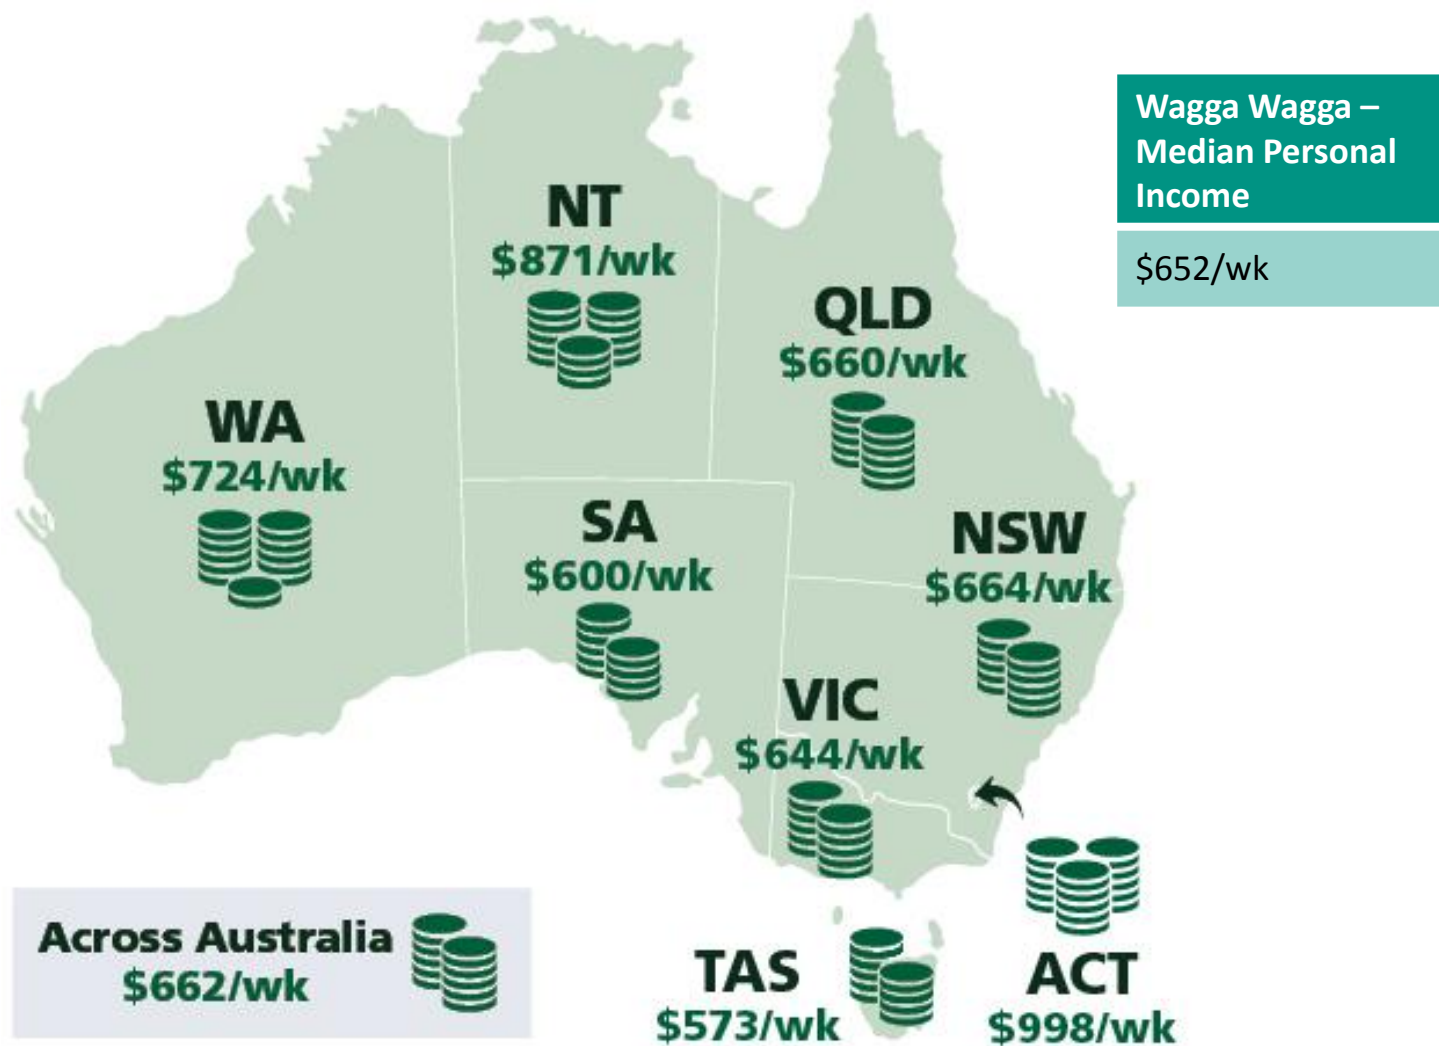 Wagga Wagga –
Median Personal
Income
$652/wk
NT
$871/wk
QLD
$660/wk
WA
$724/wk
SA
$600/wk
NSW
$664/wk
VIC
$644/wk
Across Australia
$662/wk
TAS
$573/wk
ACT
$998/wk